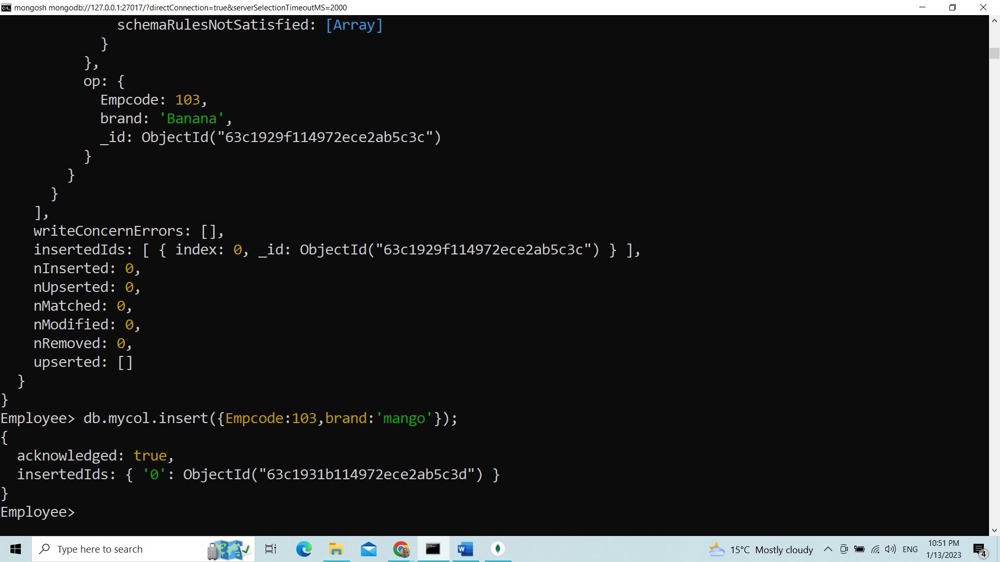 mongosh mongodb://127.0.0.1:27017/?directConnection=true&serverSelectionTimeoutMS=2000
schemaRulesNotSatisfied: [Array]
}
},
op: {
Empcode: 103,
brand: 'Banana',
_id: ObjectId("63c1929f114972ece2ab5c3c")
}
}
}
],
writeConcernErrors: [],
insertedIds: [ { index: 0, _id: ObjectId("63c1929f114972ece2ab5c3c") } ],
nInserted: 0,
nUpserted: 0,
nMatched: 0,
nModified: 0,
nRemoved: 0,
upserted: []
}
}
Employee> db.mycol.insert({Empcode:103,brand:'mango'});
{
acknowledged: true,
insertedIds: { '0': ObjectId("63c1931b114972ece2ab5c3d") }
}
Employee>
Type here to search
15°C Mostly cloudy
ENG
10:51 PM
1/13/2023
4